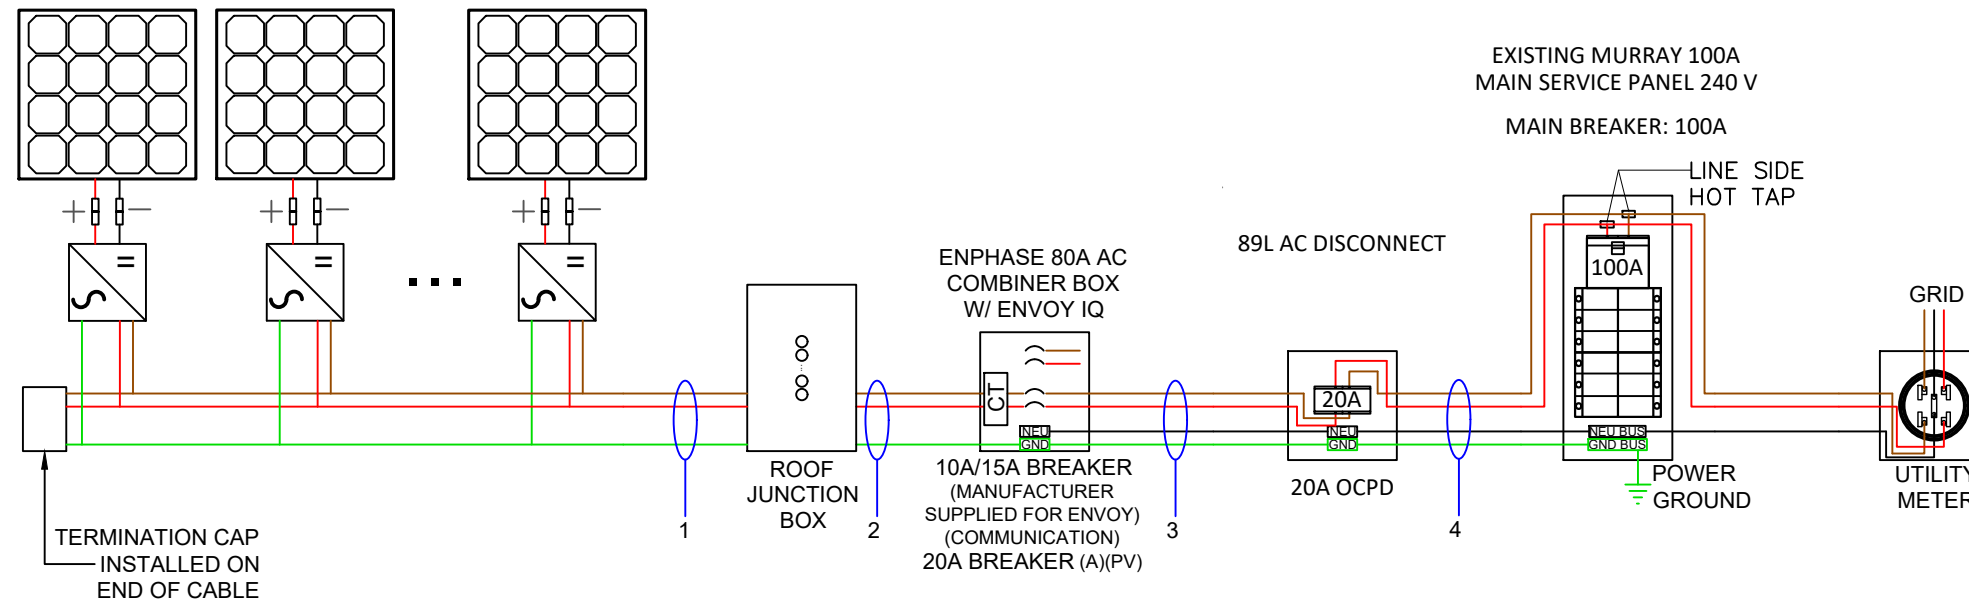 EXISTING MURRAY 100A
MAIN SERVICE PANEL 240 V
MAIN BREAKER: 100A
LINE SIDE
HOT TAP
89L AC DISCONNECT
ENPHASE 80A AC
COMBINER BOX
W/ ENVOY IQ
100A
GRID
CT
20A
NEU
GND
NEU
GND
NEU BUS
GND BUS
10A/15A BREAKER
(MANUFACTURER
SUPPLIED FOR ENVOY)
(COMMUNICATION)
20A BREAKER (A)(PV)
20A OCPD
POWER
GROUND
UTILITY
METER
ROOF
JUNCTION
BOX
1
2
3
4
TERMINATION CAP
INSTALLED ON
END OF CABLE